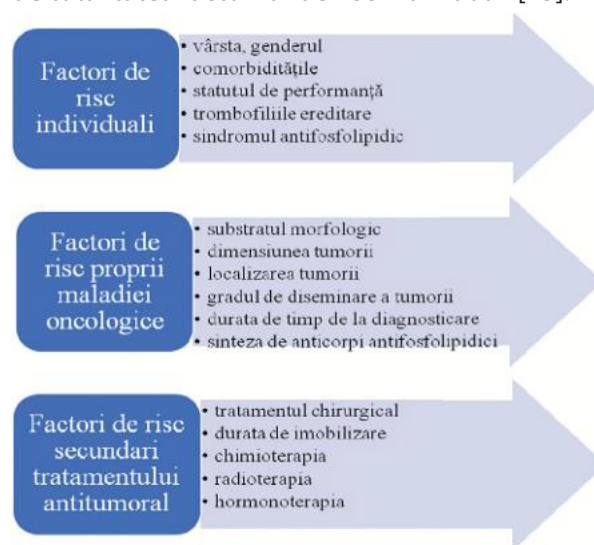 Factori de
risc
individuali
• vârsta, genderul
• comorbiditățile
• statutul de performanță
• trombofiliile ereditare
• sindromul antifosfolipidic
Factori de
risc proprii
maladiei
oncologice
• substratul morfologic
• dimensiunea tumorii
• localizarea tumorii
• gradul de diseminare a tumorii
• durata de timp de la diagnosticare
• sinteza de anticorpi antifosfolipidici
Factori de risc
secundari
tratamentului
antitumoral
• tratamentul chirurgical
• durata de imobilizare
• chimioterapia
• radioterapia
• hormonoterapia